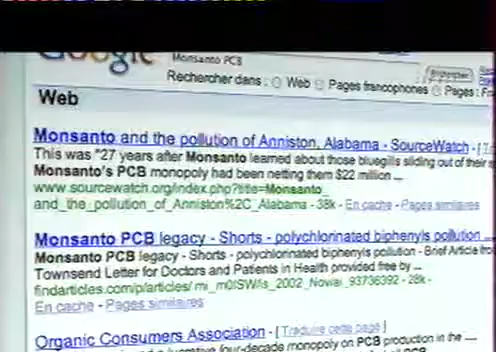 Google Monsanto PCB
Rechercher dans : Web Pages francophones Pages : Fr
Web
Monsanto and the pollution of Anniston, Alabama - SourceWatch - [ T
This was "27 years after Monsanto learned about those bluegills sliding out of their s
Monsanto's PCB monopoly had been netting them $22 million ...
www.sourcewatch.org/index.php?title=Monsanto_
and_the_pollution_of_Anniston%2C_Alabama - 38k - En cache - Pages similaires
Monsanto PCB legacy - Shorts - polychlorinated biphenyls pollution ...
Monsanto PCB legacy - Shorts - polychlorinated biphenyls pollution - Brief Article from
Townsend Letter for Doctors and Patients in Health provided free by ...
findarticles.com/p/articles/mi_m0ISW/is_2002_Nov/ai_93736392 - 28k -
En cache - Pages similaires
Organic Consumers Association - [ Traduire cette page ]
four-decade monopoly on PCB production in the ...